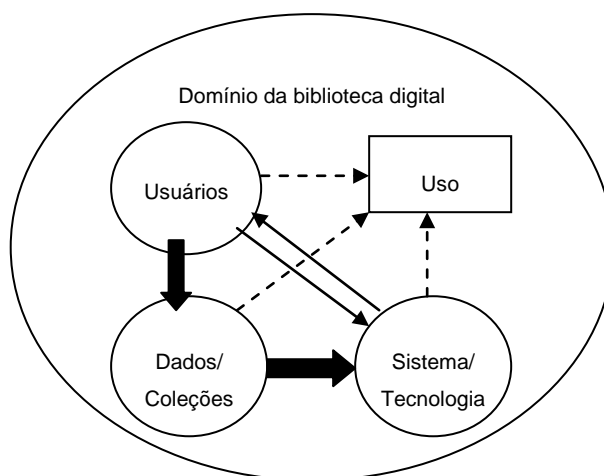 Domínio da biblioteca digital
Usuários
Uso
Dados/
Coleções
Sistema/
Tecnologia